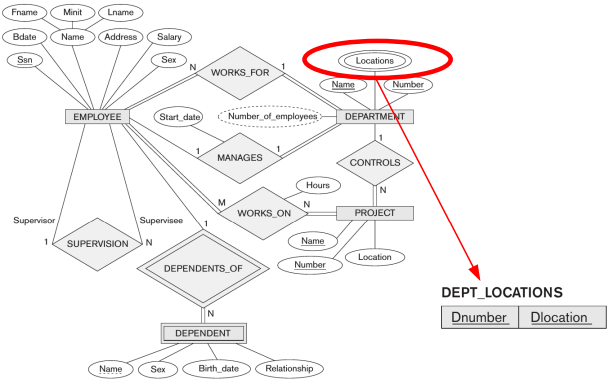 Fname Minit Lname
Bdate Name Address Salary
Ssn Sex
N WORKS_FOR 1
Locations
Name Number
EMPLOYEE
Start_date
Number_of_employees
DEPARTMENT
1 MANAGES 1
1
CONTROLS
N
M WORKS_ON N
Hours
PROJECT
Supervisor Supervisee
1 SUPERVISION N
1
Name
Number Location
DEPENDENTS_OF
N
DEPENDENT
Name Sex Birth_date Relationship
DEPT_LOCATIONS
Dnumber Dlocation